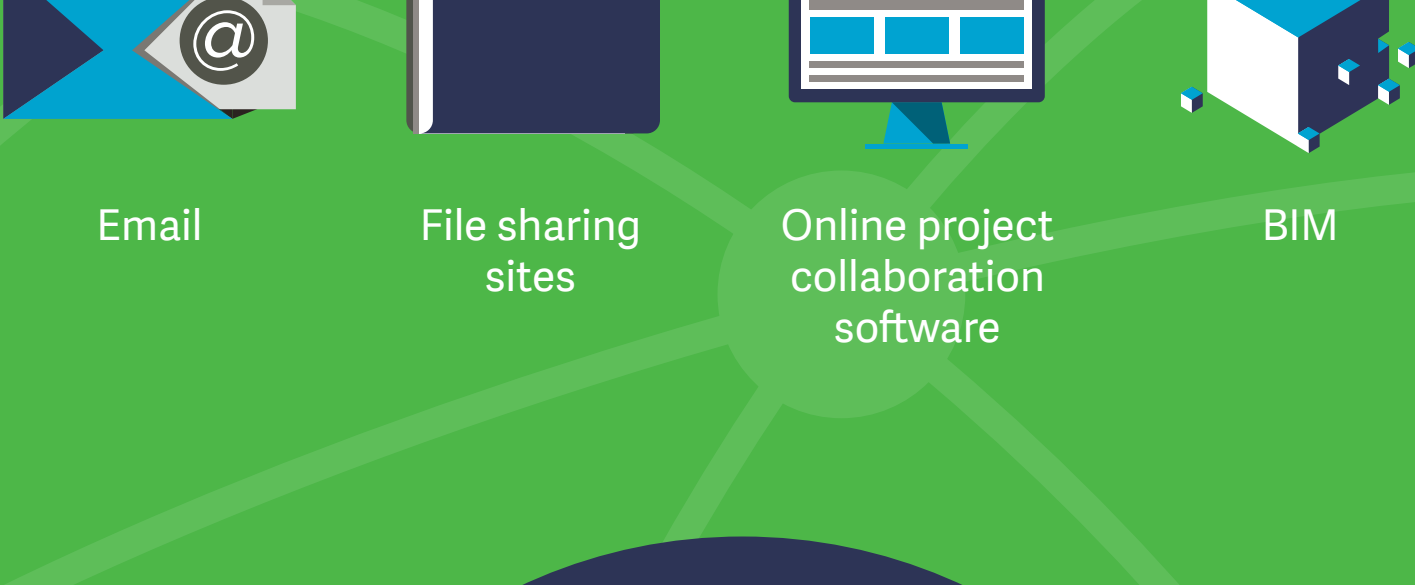 @
Email
File sharing
sites
Online project
collaboration
software
BIM